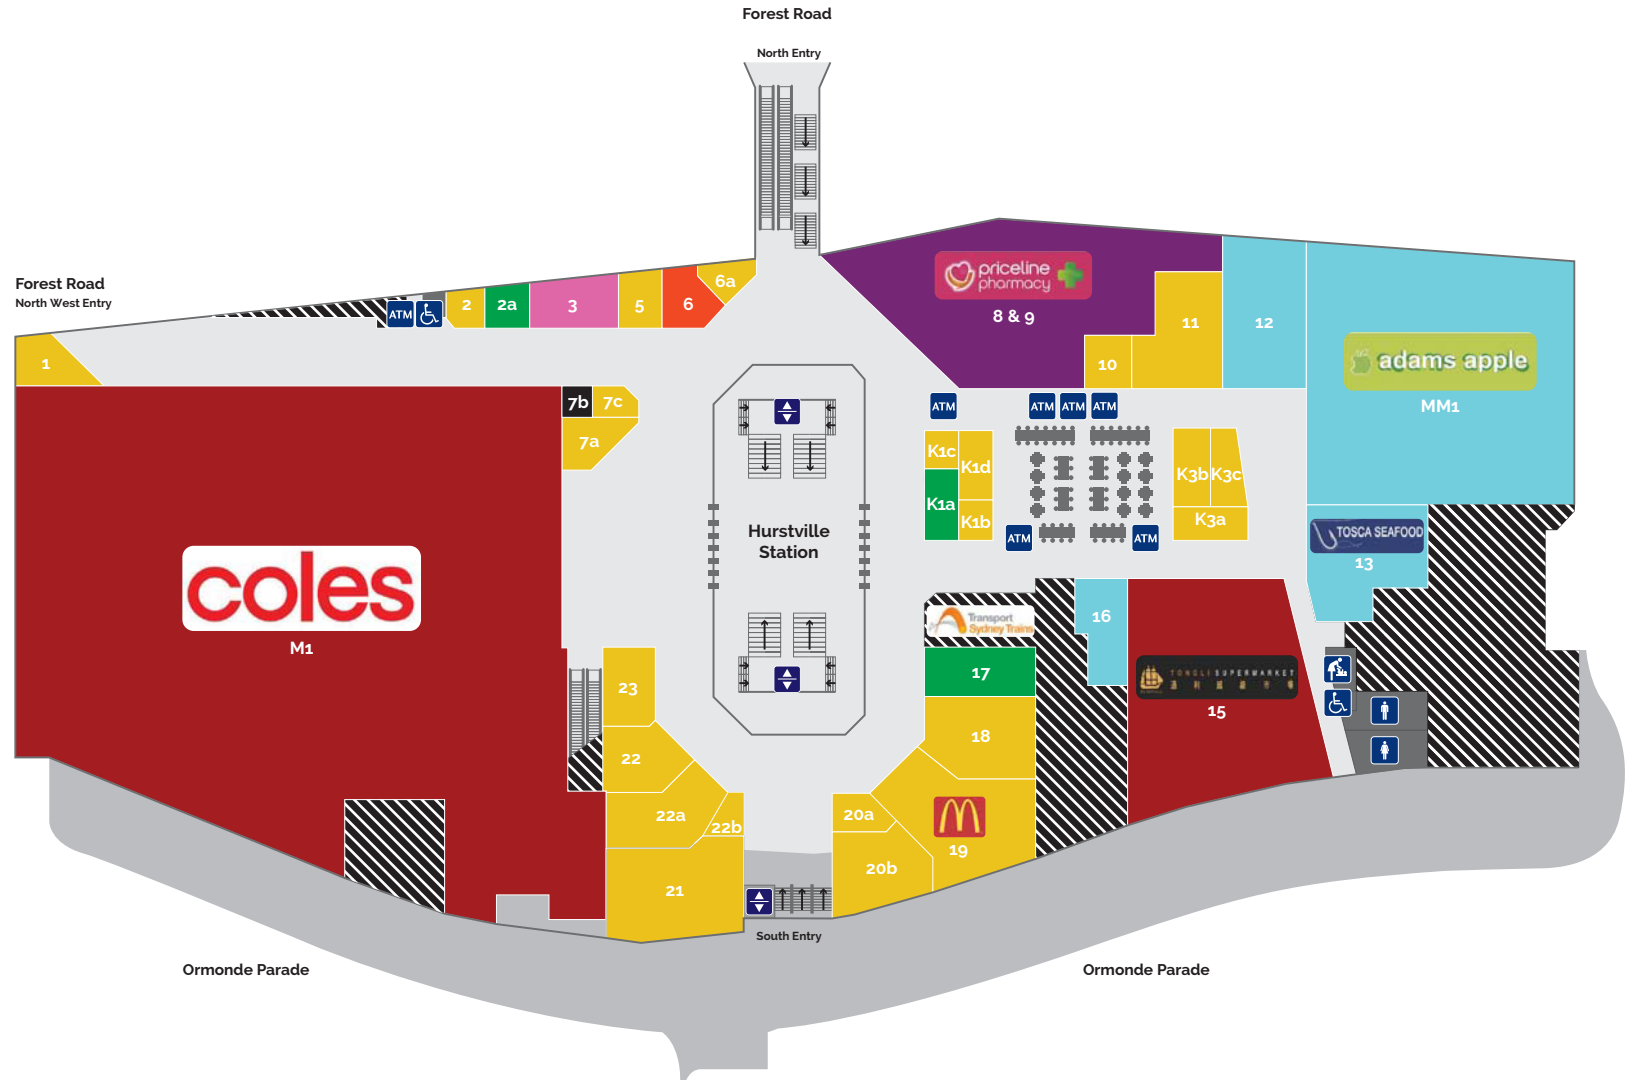 Forest Road
North Entry
priceline
pharmacy
8 & 9
Forest Road
North West Entry
ATM
2
2a
3
5
6
6a
1
10
11
12
adams apple
MM1
7b
7c
7a
ATM
ATM
ATM
ATM
K1c
K1d
K1a
K1b
K3b
K3c
K3a
ATM
ATM
Hurstville
Station
TOSCA SEAFOOD
13
coles
M1
Transport
Sydney Trains
16
17
TONGLI SUPERMARKET
15
23
18
22
22a
22b
20a
19
20b
21
South Entry
Ormonde Parade
Ormonde Parade